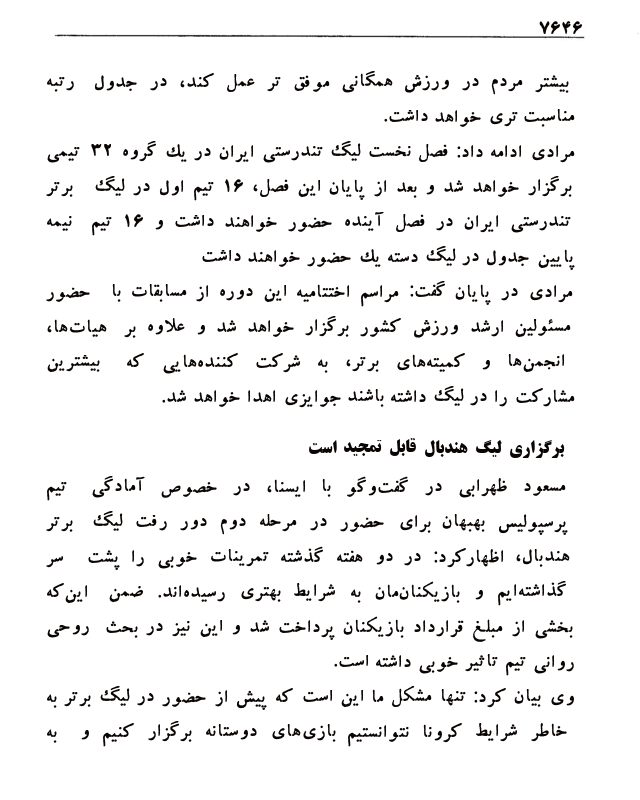 ۷۶۴۶
بیشتر مردم در ورزش همگانی موفق تر عمل کند، در جدول رتبه
مناسبت تری خواهد داشت.
مرادی ادامه داد: فصل نخست لیگ تندرستی ایران در یك گروه ۳۲ تیمی
برگزار خواهد شد و بعد از پایان این فصل، ۱۶ تیم اول در لیگ برتر
تندرستی ایران در فصل آینده حضور خواهند داشت و ۱۶ تیم نیمه
پایین جدول در لیگ دسته یك حضور خواهند داشت
مرادی در پایان گفت: مراسم اختتامیه این دوره از مسابقات با حضور
مسئولین ارشد ورزش کشور برگزار خواهد شد و علاوه بر هیات‌ها،
انجمن‌ها و کمیته‌های برتر، به شرکت کننده‌هایی که بیشترین
مشارکت را در لیگ داشته باشند جوایزی اهدا خواهد شد.
برگزاری لیگ هندبال قابل تمجید است
مسعود ظهرابی در گفت‌وگو با ایسنا، در خصوص آمادگی تیم
پرسپولیس بهبهان برای حضور در مرحله دوم دور رفت لیگ برتر
هندبال، اظهارکرد: در دو هفته گذشته تمرینات خوبی را پشت سر
گذاشته‌ایم و بازیکنان‌مان به شرایط بهتری رسیده‌اند. ضمن این‌که
بخشی از مبلغ قرارداد بازیکنان پرداخت شد و این نیز در بحث روحی
روانی تیم تاثیر خوبی داشته است.
وی بیان کرد: تنها مشکل ما این است که پیش از حضور در لیگ برتر به
خاطر شرایط کرونا نتوانستیم بازی‌های دوستانه برگزار کنیم و به